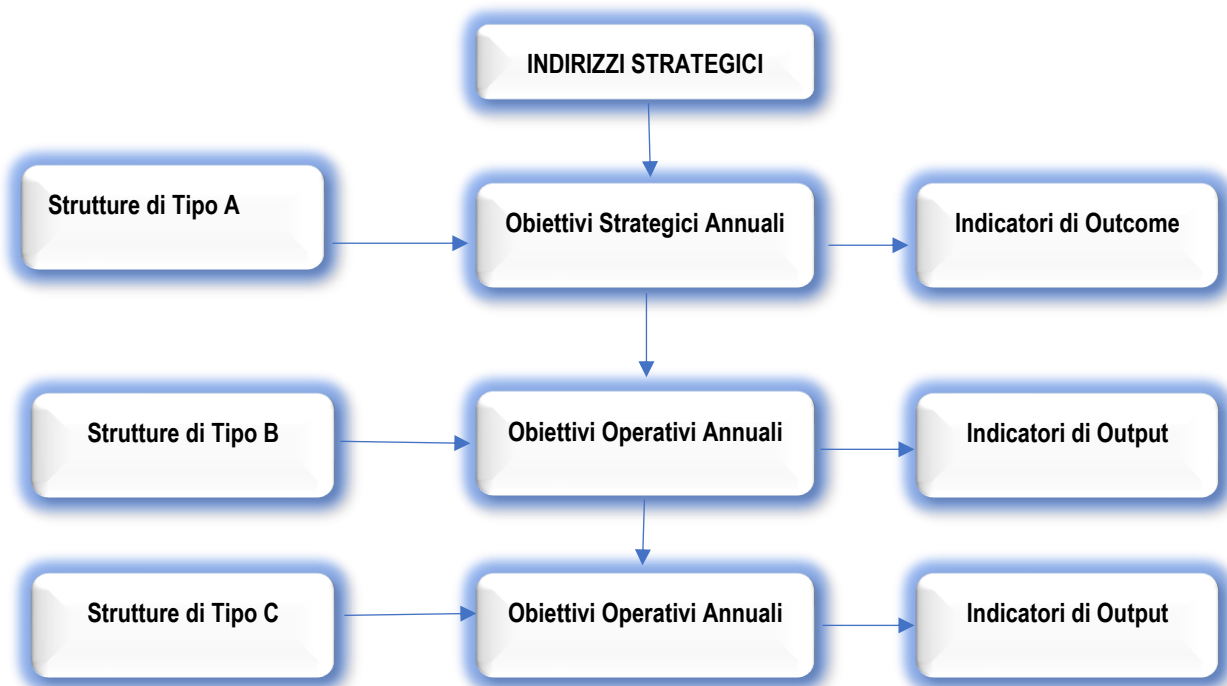 INDIRIZZI STRATEGICI
Strutture di Tipo A
Obiettivi Strategici Annuali
Indicatori di Outcome
Strutture di Tipo B
Obiettivi Operativi Annuali
Indicatori di Output
Strutture di Tipo C
Obiettivi Operativi Annuali
Indicatori di Output